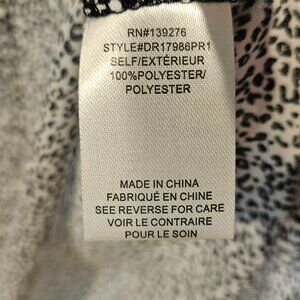 RN#139276
STYLE#DR17986PR1
SELF/EXTÉRIEUR
100%POLYESTER/
POLYESTER
MADE IN CHINA
FABRIQUÉ EN CHINE
SEE REVERSE FOR CARE
VOIR LE CONTRAIRE
POUR LE SOIN